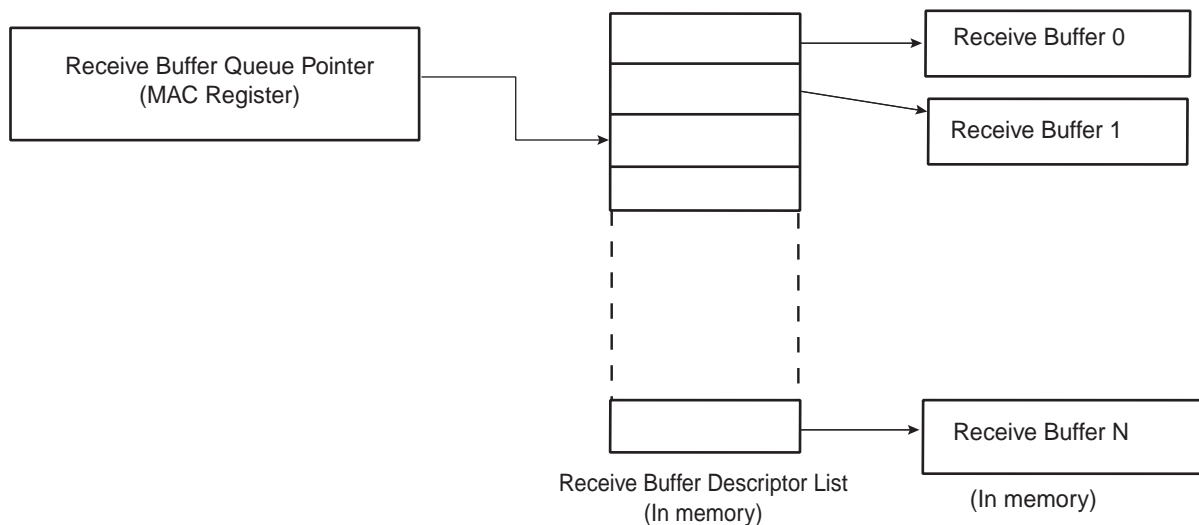 Receive Buffer Queue Pointer
(MAC Register)
Receive Buffer 0
Receive Buffer 1
Receive Buffer N
Receive Buffer Descriptor List
(In memory)
(In memory)